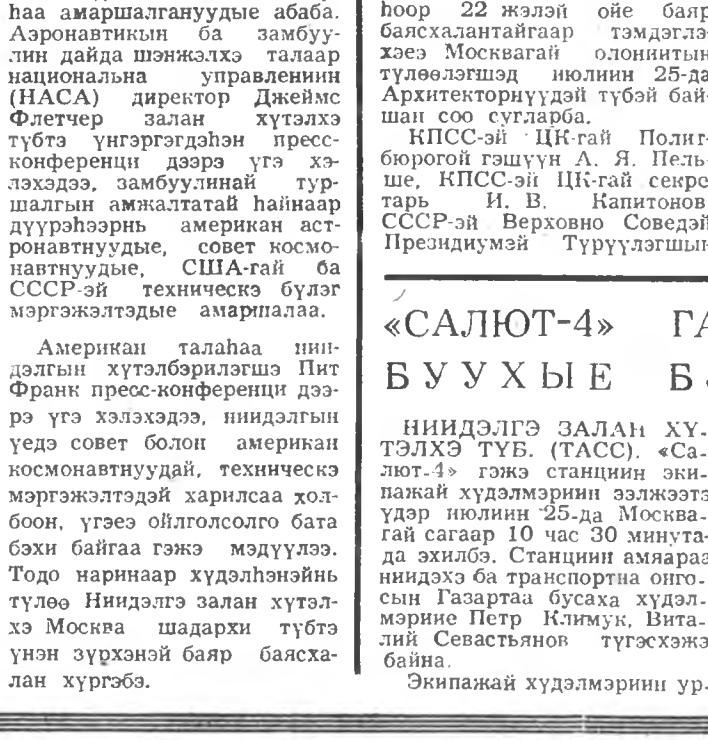 һаа амаршалгануудые абаба.
Аэронавтикын ба замбуу-
лин дайда шэнжэлхэ талаар
национальна управлениин
(НАСА) директор Джеймс
Флетчер залан хүтэлхэ
түбтэ үнгэргэгдэһэн пресс-
конференци дээрэ үгэ хэ-
лэхэдээ, замбуулинай тур-
шалгын амжалтатай һайнаар
дүүрэһээрнь американ аст-
ронавтнуудые, совет космо-
навтнуудые, США-гай ба
СССР-эй техническэ бүлэг
мэргэжэлтэдые амаршалаа.
Американ талаһаа нии-
дэлгын хүтэлбэрилэгшэ Пит
Франк пресс-конференци дээ-
рэ үгэ хэлэхэдээ, ниидэлгын
үедэ совет болон американ
космонавтнуудай, техническэ
мэргэжэлтэдэй харилсаа хол-
боон, үгэеэ ойлголсолго бата
бэхи байгаа гэжэ мэдүүлээ.
Тодо наринаар хүдэлһэнэйнь
түлөө Ниидэлгэ залан хүтэл-
хэ Москва шадархи түбтэ
үнэн зүрхэнэй баяр баясха-
лан хүргэбэ.
һоор 22 жэлэй ойе баяр
баясхалантайгаар тэмдэглэ-
хэеэ Москвагай олониитын
түлөөлэгшэд июлиин 25-да
Архитекторнүүдэй түбэй бай-
шан соо сугларба.
КПСС-эй ЦК-гай Полит-
бюрогой гэшүүн А. Я. Пель-
ше, КПСС-эй ЦК-гай секре
тарь И. В. Капитонов
СССР-эй Верховно Соведэй
Президиумэй Түрүүлэгшын
«САЛЮТ-4» ГА
БУУХЫЕ Б
НИИДЭЛГЭ ЗАЛАН ХҮ-
ТЭЛХЭ ТҮБ. (ТАСС). «Са-
лют-4» гэжэ станциин эки-
пажай хүдэлмэриин ээлжээтэ
үдэр июлиин 25-да Москва-
гай сагаар 10 час 30 минута-
да эхилбэ. Станциин амяараа
ниидэхэ ба транспортна онго-
сын Газартаа бусаха хүдэл-
мэрие Петр Климук, Вита-
лий Севастьянов түгэсхэжэ
байна.
Экипажай хүдэлмэриин ур-